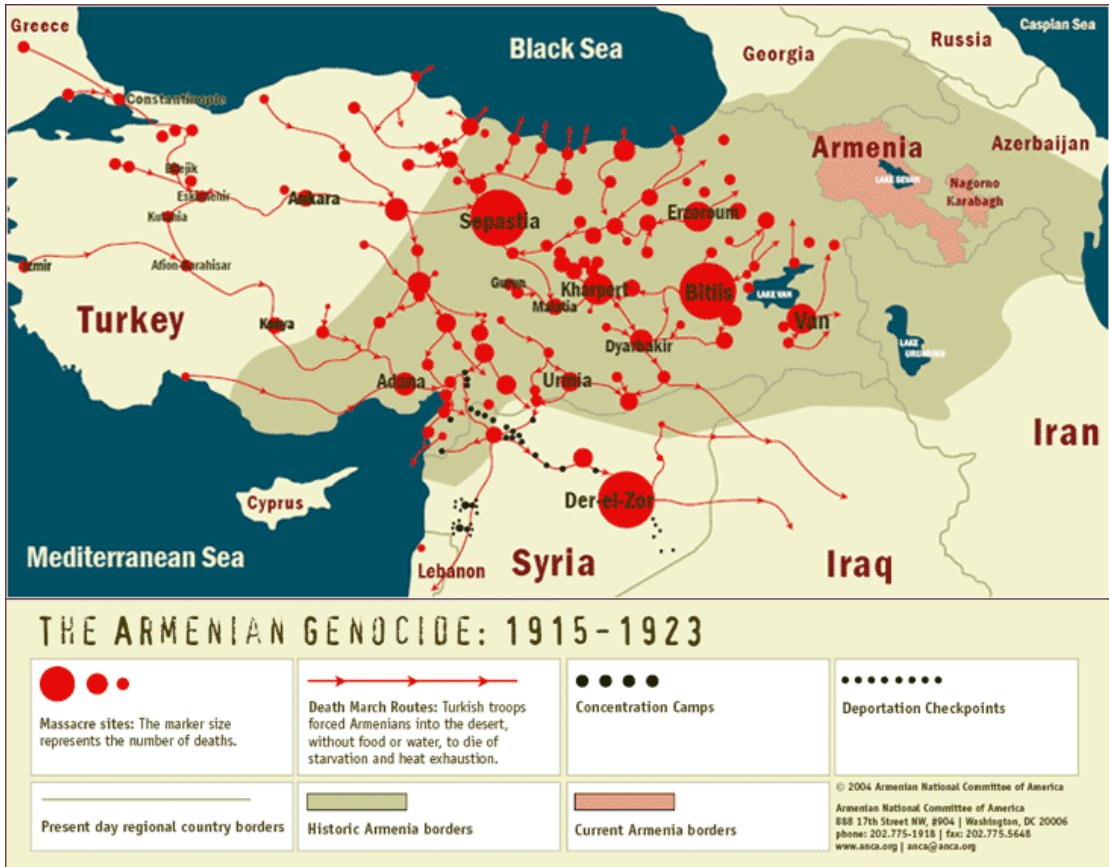 Greece
Black Sea
Georgia
Russia
Caspian Sea
Constantinople
Armenia
Azerbaijan
LAKE SEVAN
Nagorno
Karabagh
Bilejik
Eskishehir
Ankara
Kutahia
Sepastia
Erzeroum
Izmir
Afion-Karahisar
Gurun
Kharpert
Malatia
Bitlis
LAKE VAN
Van
Turkey
Konya
Dyarbakir
LAKE
Adana
Urmia
Iran
Cyprus
Der-el-Zor
Mediterranean Sea
Lebanon
Syria
Iraq
THE ARMENIAN GENOCIDE: 1915-1923
Massacre sites: The marker size
represents the number of deaths.
Death March Routes: Turkish troops
forced Armenians into the desert,
without food or water, to die of
starvation and heat exhaustion.
Concentration Camps
Deportation Checkpoints
Present day regional country borders
Historic Armenia borders
Current Armenia borders
© 2004 Armenian National Committee of America
Armenian National Committee of America
888 17th Street NW, #904 | Washington, DC 20006
phone: 202.775-1918 | fax: 202.775.5648
www.anca.org | anca@anca.org